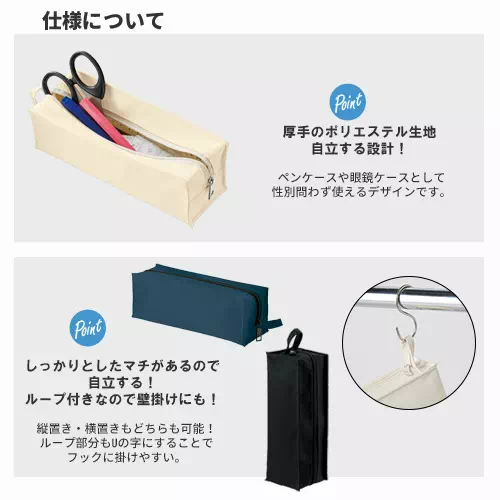 仕様について
Point
厚手のポリエステル生地
自立する設計！
ペンケースや眼鏡ケースとして
性別問わず使えるデザインです。
Point
しっかりとしたマチがあるので
自立する！
ループ付きなので壁掛けにも！
縦置き・横置きもどちらも可能！
ループ部分もUの字にすることで
フックに掛けやすい。